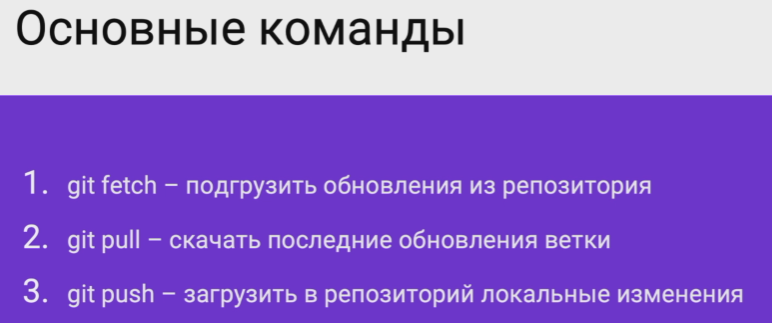 Основные команды
1. git fetch – подгрузить обновления из репозитория
2. git pull – скачать последние обновления ветки
3. git push – загрузить в репозиторий локальные изменения